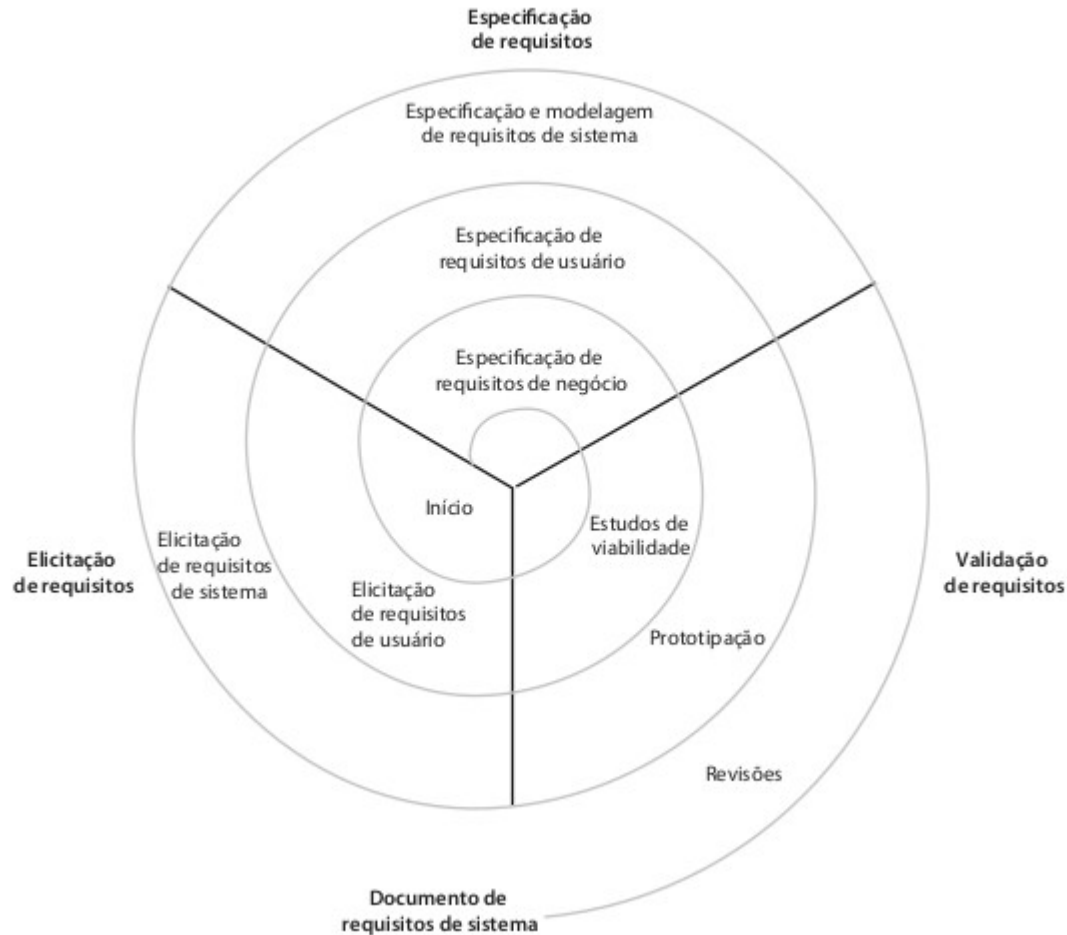 Especificação
de requisitos
Especificação e modelagem
de requisitos de sistema
Especificação de
requisitos de usuário
Especificação de
requisitos de negócio
Início
Estudos de
viabilidade
Elicitação
de requisitos
Elicitação
de requisitos
de sistema
Elicitação
de requisitos
de usuário
Validação
de requisitos
Prototipação
Revisões
Documento de
requisitos de sistema